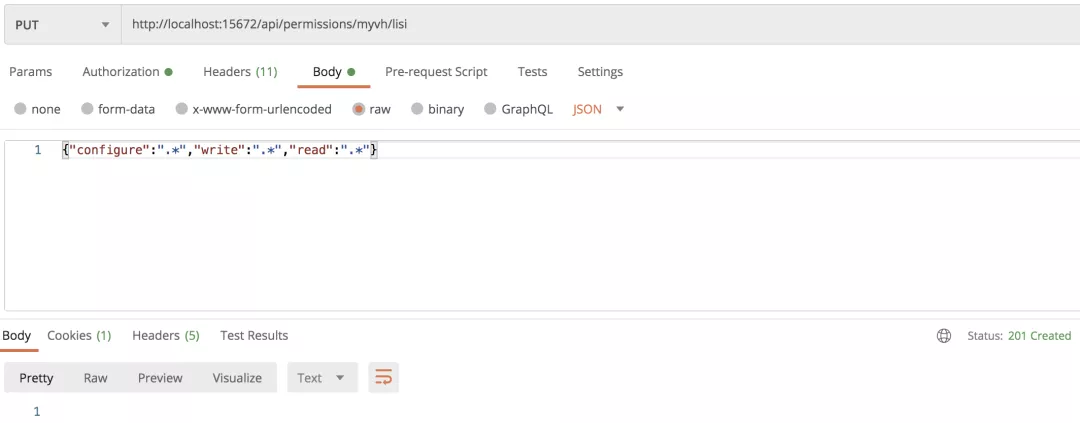 PUT http://localhost:15672/api/permissions/myvh/lisi
Params Authorization Headers (11) Body Pre-request Script Tests Settings
none form-data x-www-form-urlencoded raw binary GraphQL JSON
1 {"configure":".*","write":".*","read":".*"}
Body Cookies (1) Headers (5) Test Results Status: 201 Created
Pretty Raw Preview Visualize Text
1